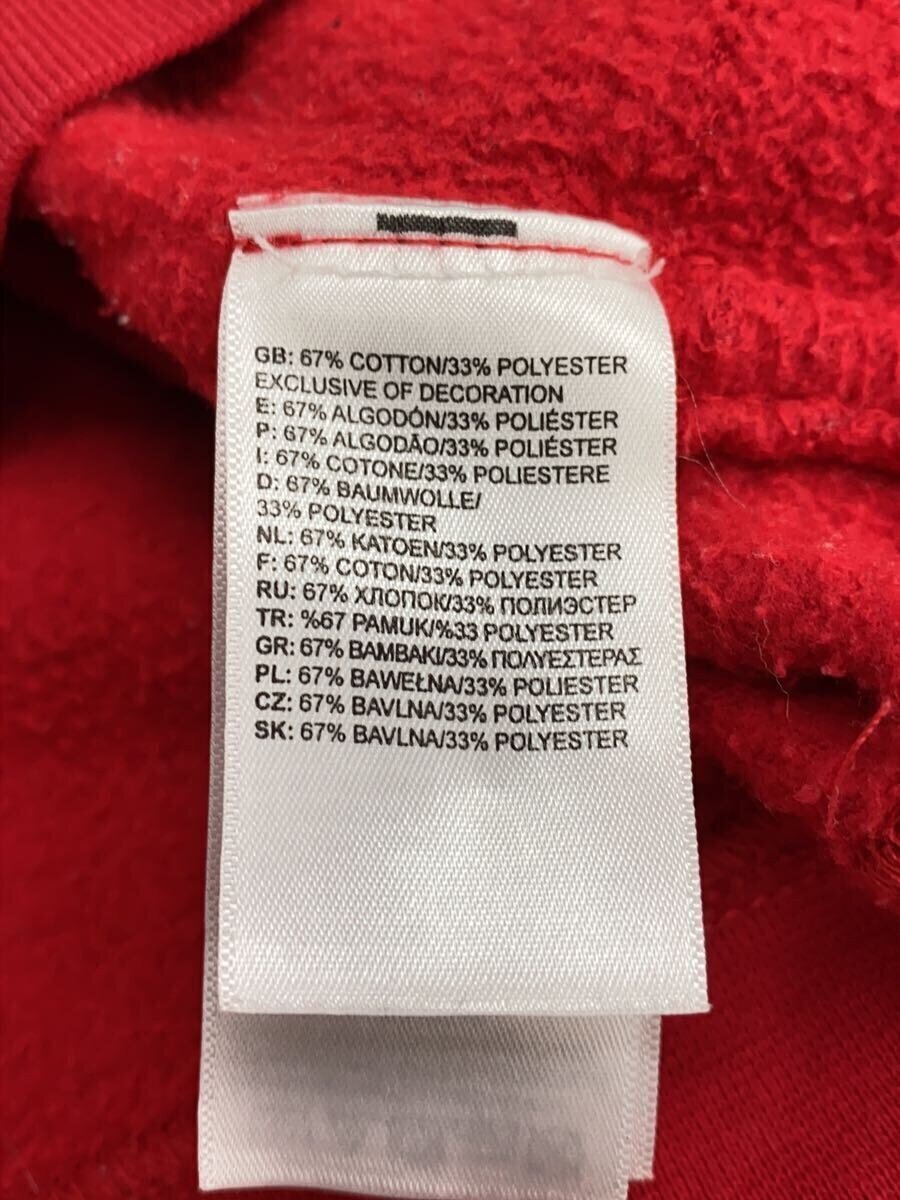 GB: 67% COTTON/33% POLYESTER
EXCLUSIVE OF DECORATION
E: 67% ALGODÓN/33% POLIÉSTER
P: 67% ALGODÃO/33% POLIÉSTER
I: 67% COTONE/33% POLIESTERE
D: 67% BAUMWOLLE/
33% POLYESTER
NL: 67% KATOEN/33% POLYESTER
F: 67% COTON/33% POLYESTER
RU: 67% ХЛОПОК/33% ПОЛИЭСТЕР
TR: %67 PAMUK/%33 POLYESTER
GR: 67% ΒΑΜΒΑΚΙ/33% ΠΟΛΥΕΣΤΕΡΑΣ
PL: 67% BAWEŁNA/33% POLIESTER
CZ: 67% BAVLNA/33% POLYESTER
SK: 67% BAVLNA/33% POLYESTER